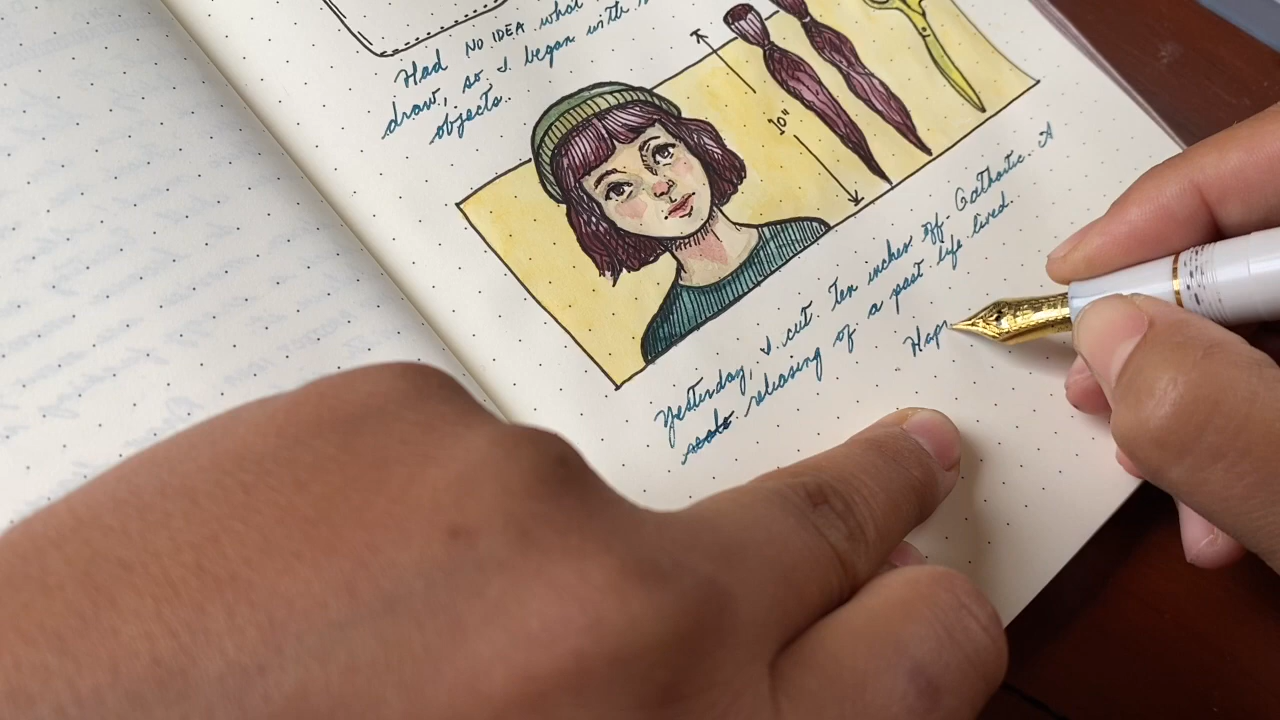 Had NO IDEA what
draw, so I began with
objects.
10"
Yesterday, I cut Ten inches off. Cathartic. A
releasing of a past life lived.
Hap